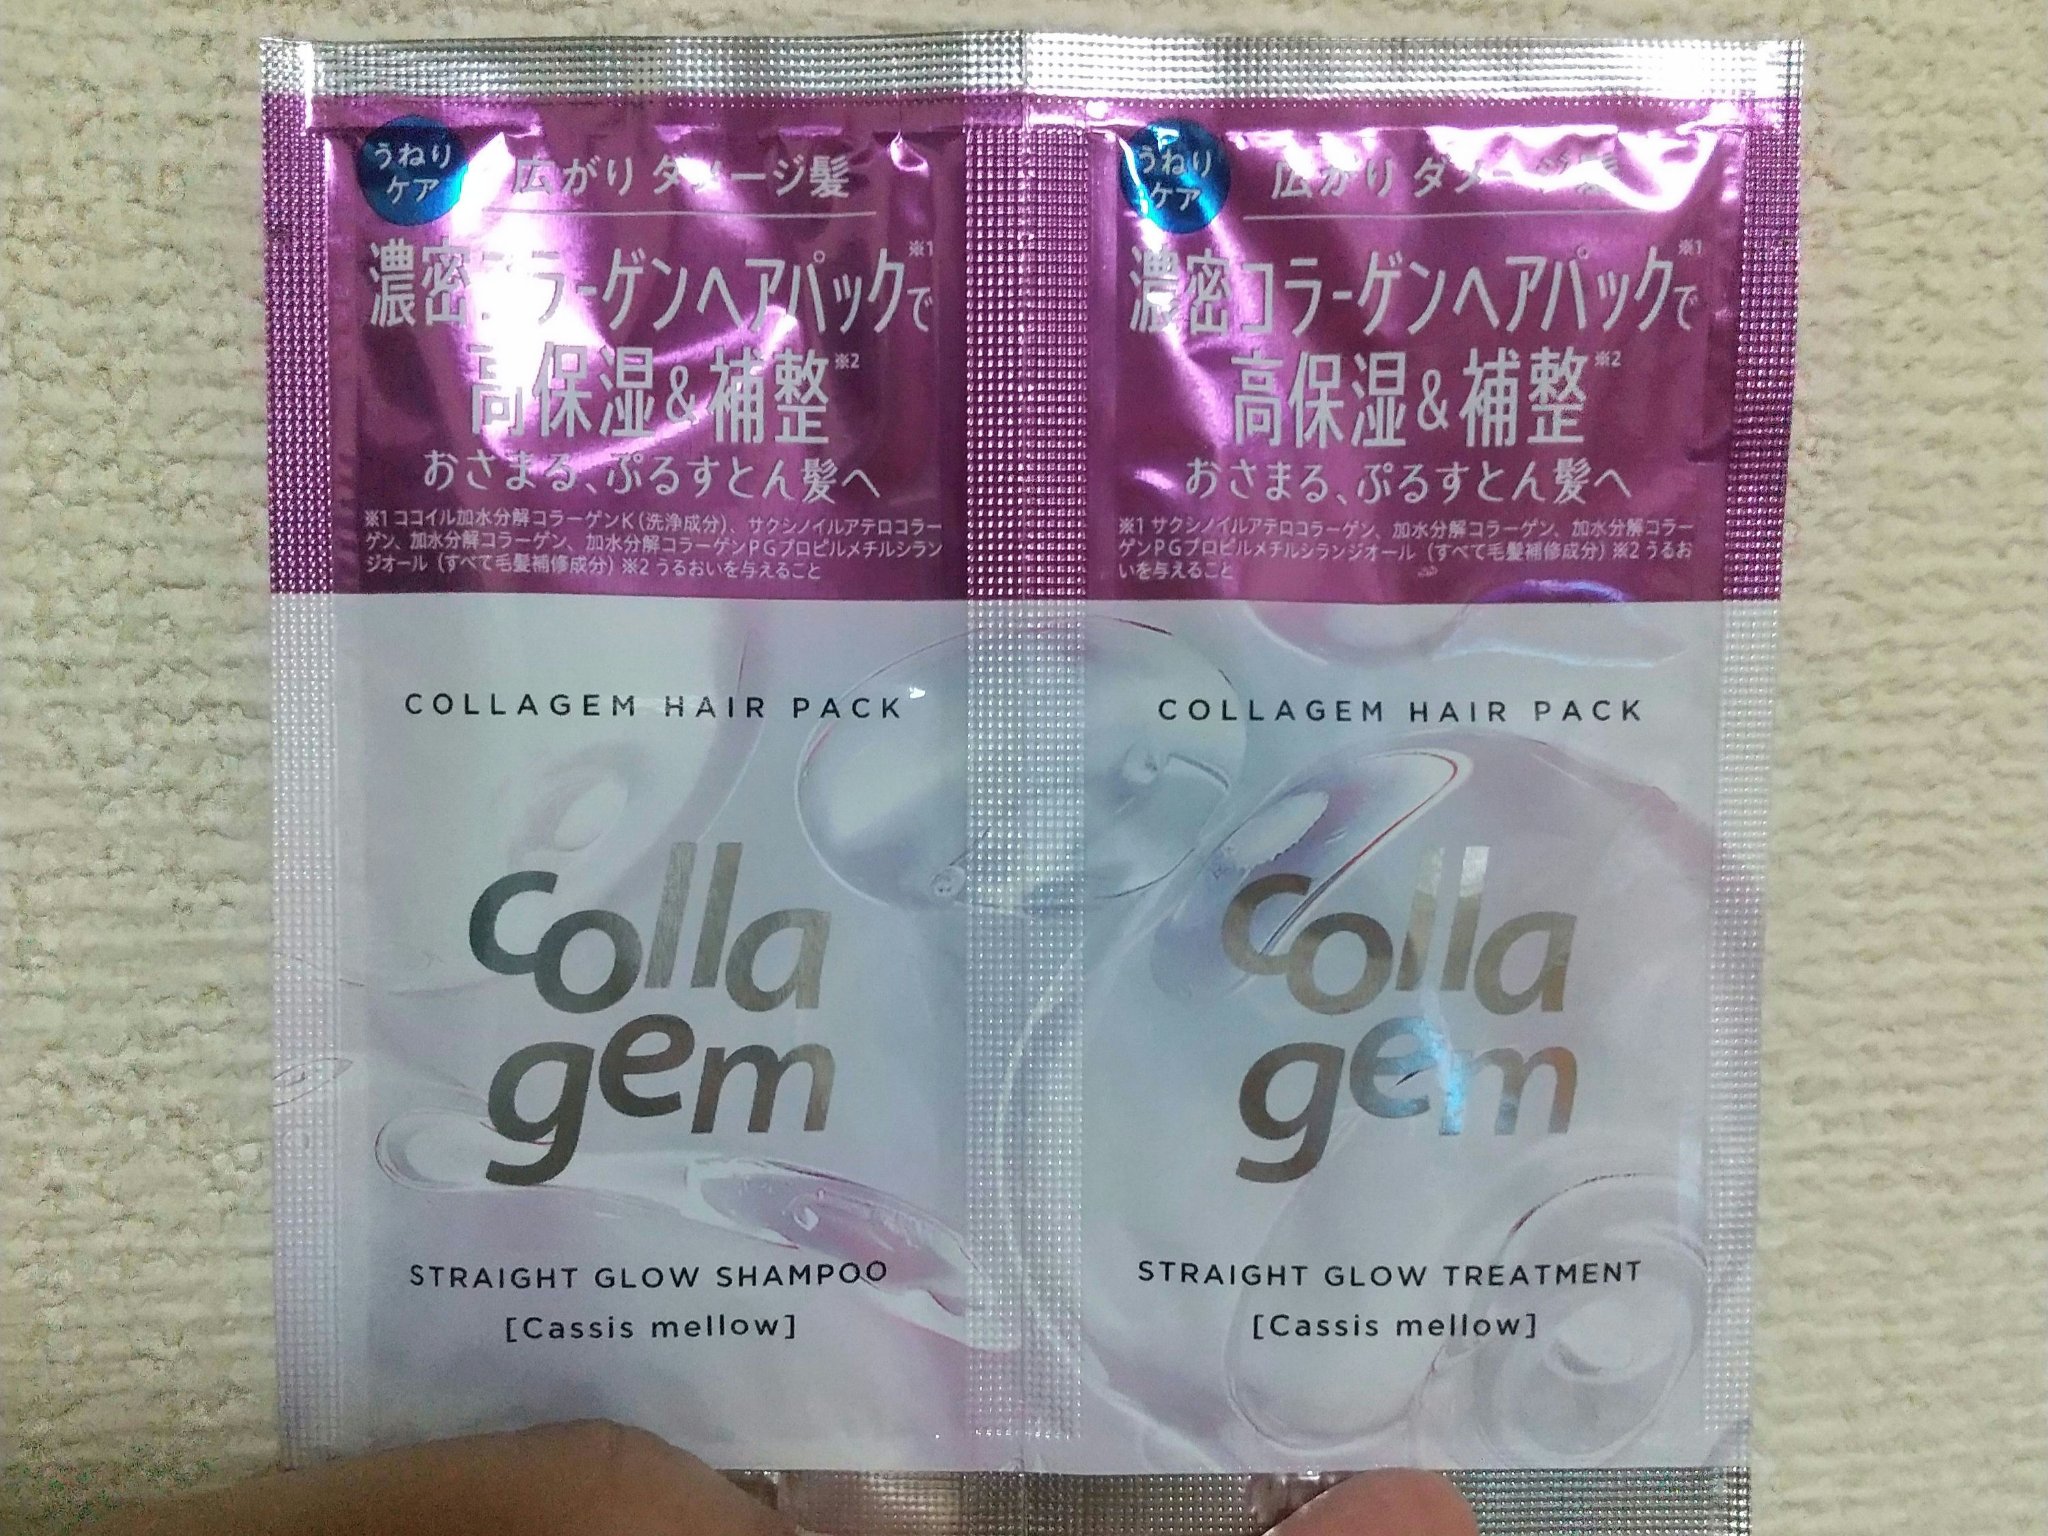 うねり
ケア
広がり ダメージ髪
濃密コラーゲンヘアパック※1で
高保湿&補整※2
おさまる、ぷるすとん髪へ
※1 ココイル加水分解コラーゲンK（洗浄成分）、サクシノイルアテロコラー
ゲン、加水分解コラーゲン、加水分解コラーゲンPGプロピルメチルシラン
ジオール（すべて毛髪補修成分）※2 うるおいを与えること
COLLAGEM HAIR PACK
colla
gem
STRAIGHT GLOW SHAMPOO
[Cassis mellow]
うねり
ケア
広がり ダメージ髪
濃密コラーゲンヘアパック※1で
高保湿&補整※2
おさまる、ぷるすとん髪へ
※1 サクシノイルアテロコラーゲン、加水分解コラーゲン、加水分解コラー
ゲンPGプロピルメチルシランジオール（すべて毛髪補修成分）※2 うるお
いを与えること
COLLAGEM HAIR PACK
colla
gem
STRAIGHT GLOW TREATMENT
[Cassis mellow]